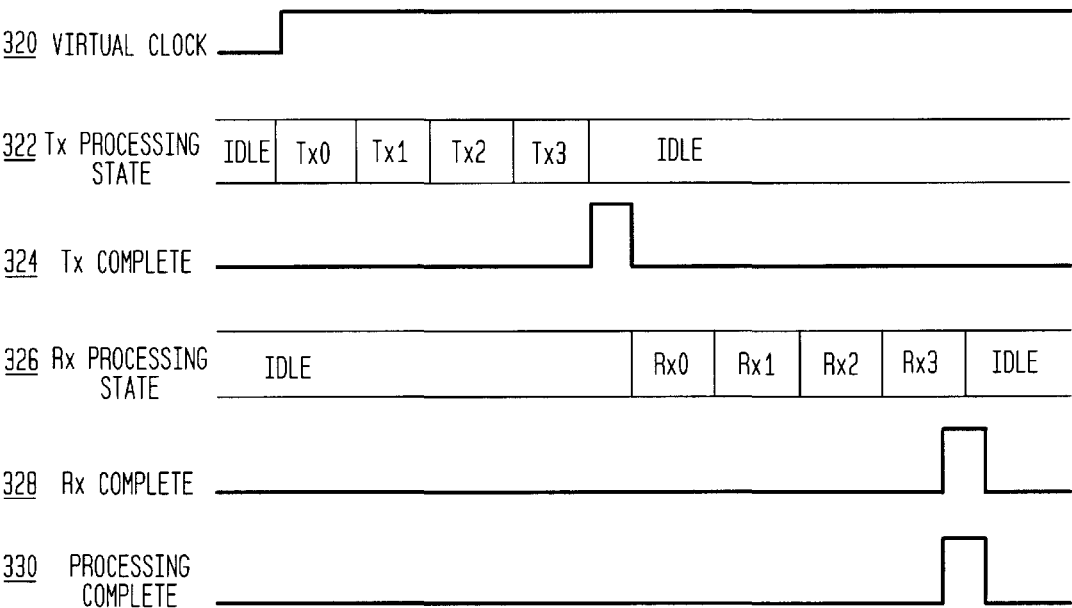 320 VIRTUAL CLOCK
322 Tx PROCESSING STATE
IDLE Tx0 Tx1 Tx2 Tx3 IDLE
324 Tx COMPLETE
326 Rx PROCESSING STATE
IDLE Rx0 Rx1 Rx2 Rx3 IDLE
328 Rx COMPLETE
330 PROCESSING COMPLETE